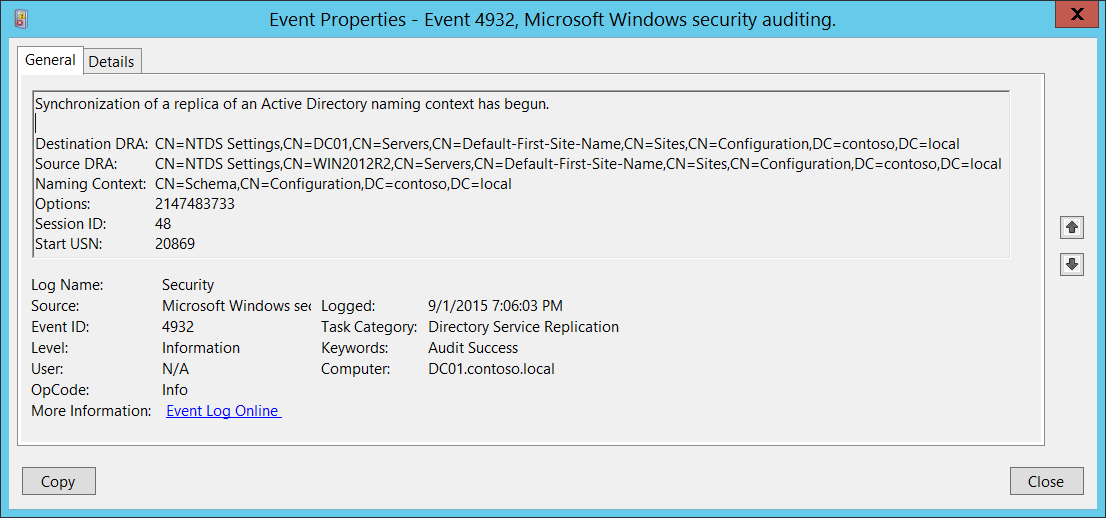 Event Properties - Event 4932, Microsoft Windows security auditing.
X
General Details
Synchronization of a replica of an Active Directory naming context has begun.
Destination DRA: CN=NTDS Settings,CN=DC01,CN=Servers,CN=Default-First-Site-Name,CN=Sites,CN=Configuration,DC=contoso,DC=local
Source DRA: CN=NTDS Settings,CN=WIN2012R2,CN=Servers,CN=Default-First-Site-Name,CN=Sites,CN=Configuration,DC=contoso,DC=local
Naming Context: CN=Schema,CN=Configuration,DC=contoso,DC=local
Options: 2147483733
Session ID: 48
Start USN: 20869
Log Name: Security
Source: Microsoft Windows sec Logged: 9/1/2015 7:06:03 PM
Event ID: 4932 Task Category: Directory Service Replication
Level: Information Keywords: Audit Success
User: N/A Computer: DC01.contoso.local
OpCode: Info
More Information: Event Log Online
Copy Close